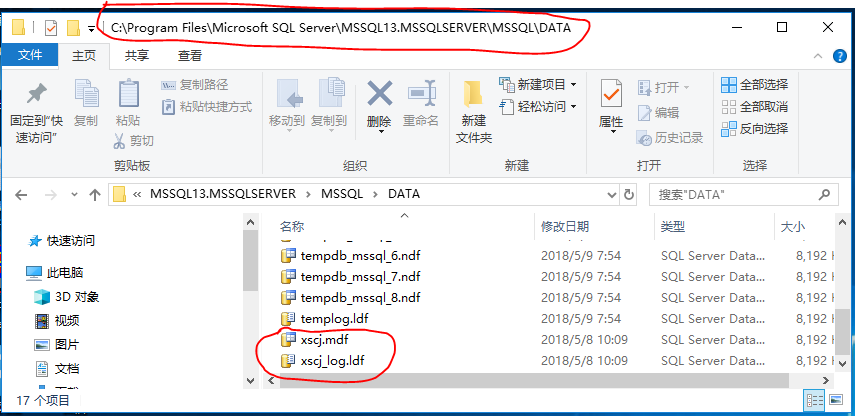 C:\Program Files\Microsoft SQL Server\MSSQL13.MSSQLSERVER\MSSQL\DATA
文件 主页 共享 查看
固定到"快速访问"
复制
粘贴
复制路径
粘贴快捷方式
剪切
剪贴板
移动到 复制到 删除 重命名
组织
新建文件夹
新建项目
轻松访问
新建
属性
打开
编辑
历史记录
打开
全部选择
全部取消
反向选择
选择
« MSSQL13.MSSQLSERVER > MSSQL > DATA
搜索"DATA"
快速访问
此电脑
3D 对象
视频
图片
文档
名称 修改日期 类型 大小
tempdb_mssql_6.ndf 2018/5/9 7:54 SQL Server Data... 8,192
tempdb_mssql_7.ndf 2018/5/9 7:54 SQL Server Data... 8,192
tempdb_mssql_8.ndf 2018/5/9 7:54 SQL Server Data... 8,192
templog.ldf 2018/5/9 7:54 SQL Server Data... 8,192
xscj.mdf 2018/5/8 10:09 SQL Server Data... 8,192
xscj_log.ldf 2018/5/8 10:09 SQL Server Data... 8,192
17 个项目